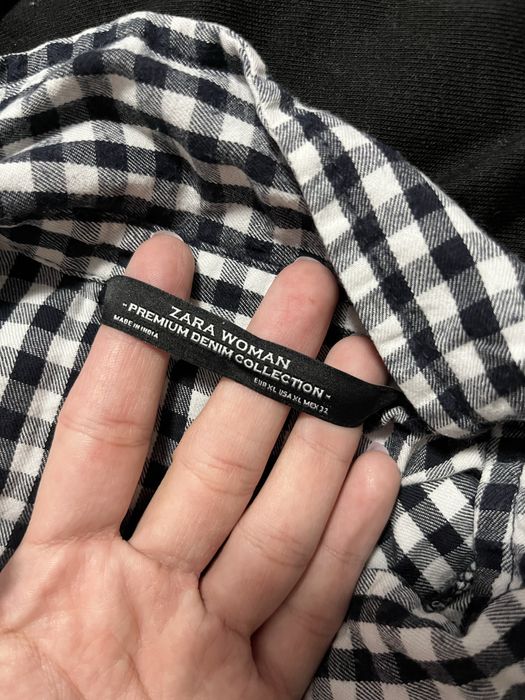 ZARA WOMAN
- PREMIUM DENIM COLLECTION -
MADE IN INDIA
EUR XL USA XL MEX 32